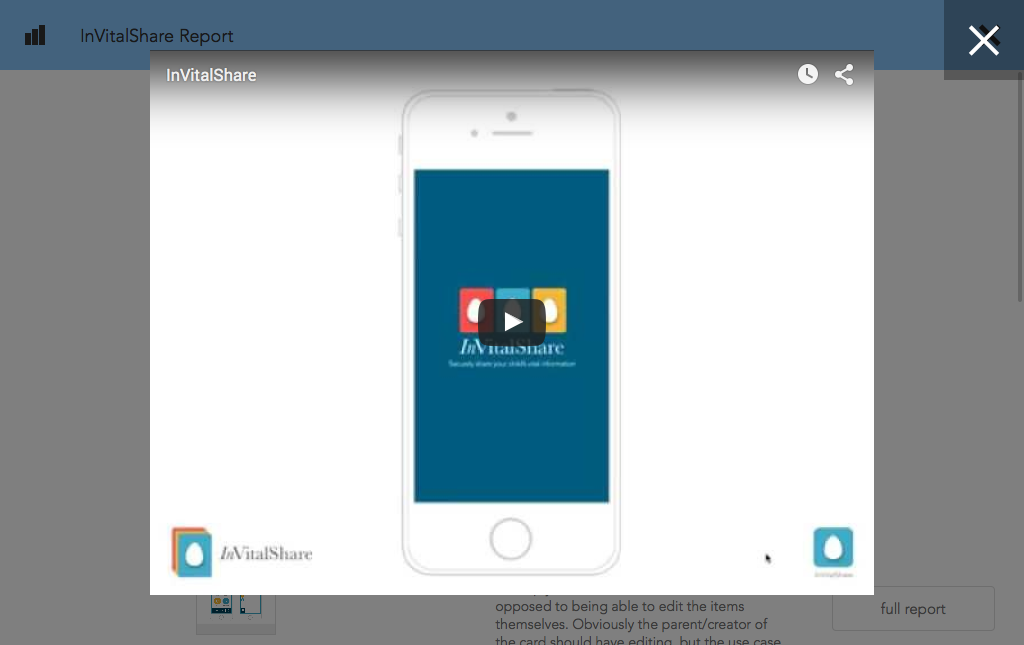 InVitalShare Report
InVitalShare
InVitalShare
Securely share your child's vital information
InVitalShare
InVitalShare
opposed to being able to edit the items
themselves. Obviously the parent/creator of
the card should have editing, but the use case
full report